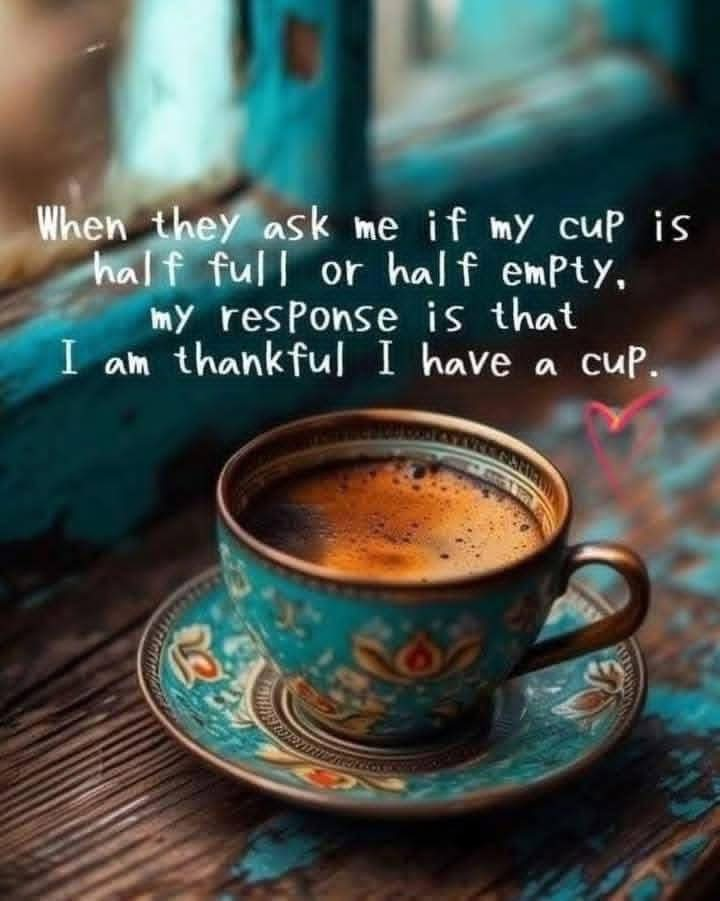 When they ask me if my cup is
half full or half empty,
my response is that
I am thankful I have a cup.